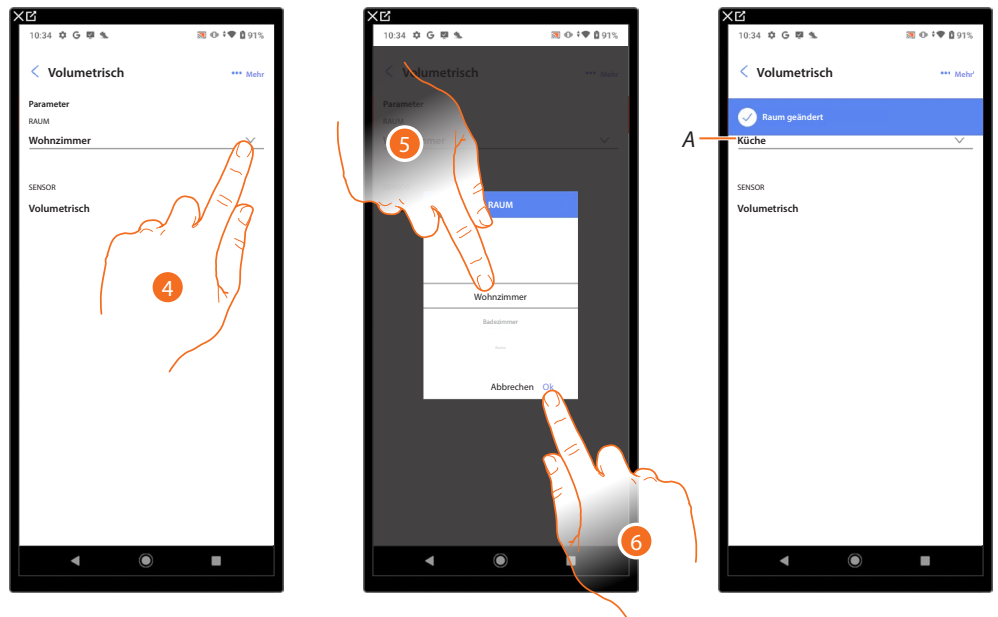 10:34 91%
Volumetrisch ••• Mehr
Parameter
RAUM
Wohnzimmer
SENSOR
Volumetrisch
4
10:34 91%
Volumetrisch ••• Mehr
Parameter
RAUM
5
RAUM
Wohnzimmer
Badezimmer
Abbrechen Ok
6
10:34 91%
Volumetrisch ••• Mehr
Raum geändert
A
Küche
SENSOR
Volumetrisch